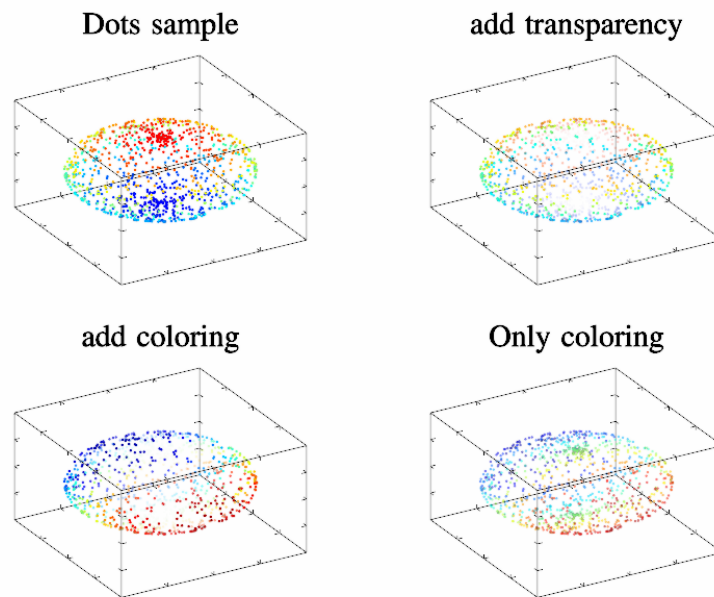 Dots sample
add transparency
add coloring
Only coloring